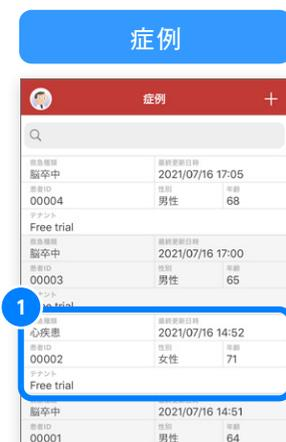 症例
症例
救急種類 最終更新日時
脳卒中 2021/07/16 17:05
患者ID 性別 年齢
00004 男性 68
テナント
Free trial
救急種類 最終更新日時
脳卒中 2021/07/16 17:00
患者ID 性別 年齢
00003 男性 65
テナント
Free trial
1
救急種類 最終更新日時
心疾患 2021/07/16 14:52
患者ID 性別 年齢
00002 女性 71
テナント
Free trial
脳卒中 2021/07/16 14:51
患者ID 性別 年齢
00001 男性 64